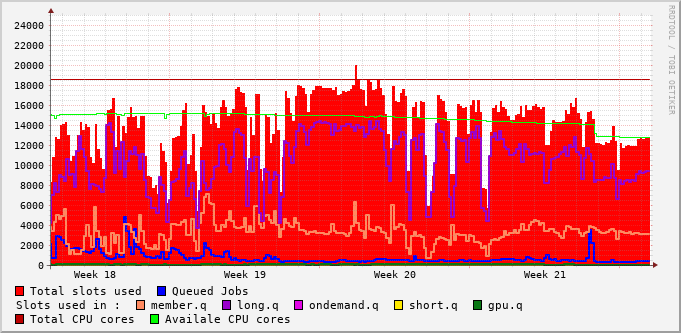 RRDTOOL / TOBI OETIKER
24000
22000
20000
18000
16000
14000
12000
10000
8000
6000
4000
2000
0
Week 18 Week 19 Week 20 Week 21
Total slots used Queued Jobs
Slots used in : member.q long.q ondemand.q short.q gpu.q
Total CPU cores Availale CPU cores